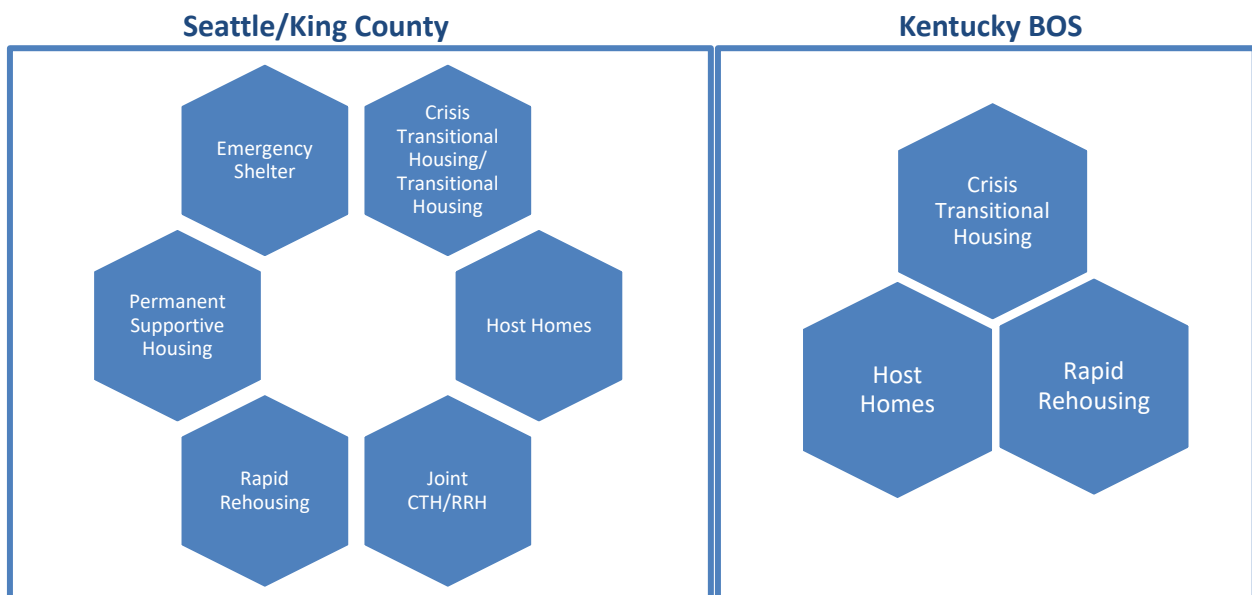 Seattle/King County
Emergency
Shelter
Crisis
Transitional
Housing/
Transitional
Housing
Permanent
Supportive
Housing
Host Homes
Rapid
Rehousing
Joint
CTH/RRH
Kentucky BOS
Crisis
Transitional
Housing
Host
Homes
Rapid
Rehousing